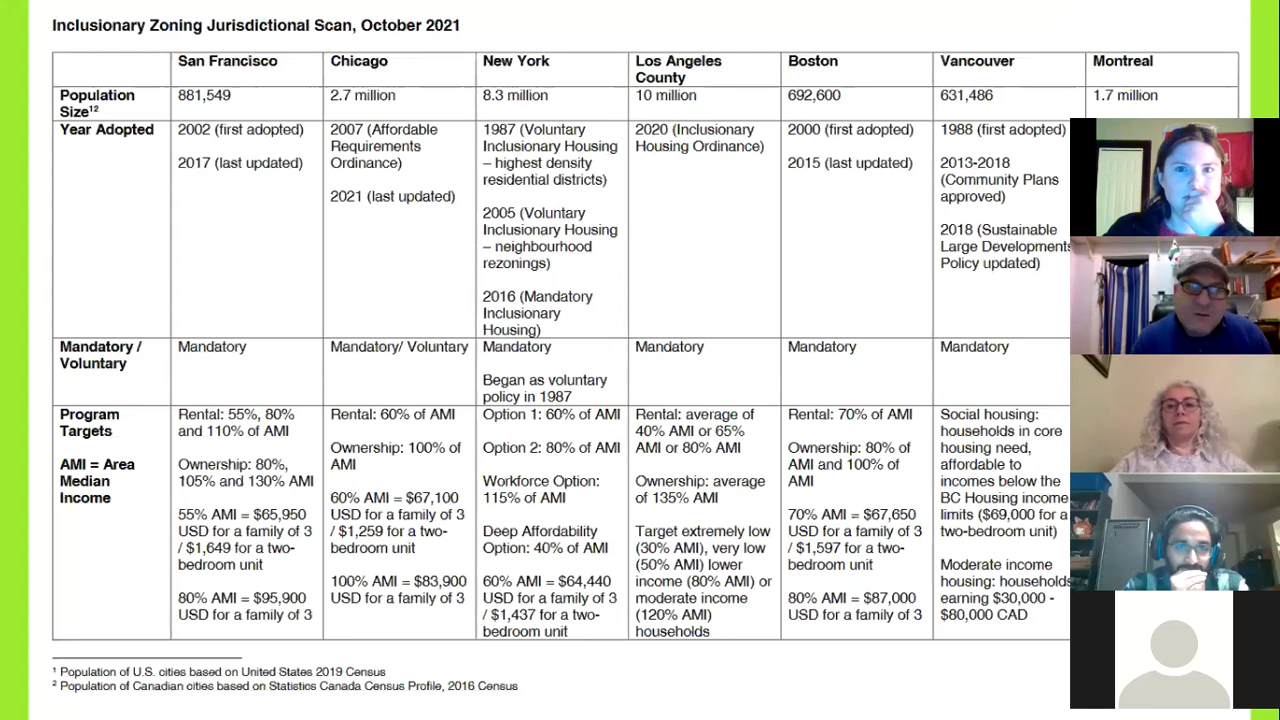 Inclusionary Zoning Jurisdictional Scan, October 2021
San Francisco
Chicago
New York
Los Angeles
County
Boston
Vancouver
Montreal
Population
Size¹²
881,549
2.7 million
8.3 million
10 million
692,600
631,486
1.7 million
Year Adopted
2002 (first adopted)
2017 (last updated)
2007 (Affordable
Requirements
Ordinance)
2021 (last updated)
1987 (Voluntary
Inclusionary Housing
– highest density
residential districts)
2005 (Voluntary
Inclusionary Housing
– neighbourhood
rezonings)
2016 (Mandatory
Inclusionary
Housing)
2020 (Inclusionary
Housing Ordinance)
2000 (first adopted)
2015 (last updated)
1988 (first adopted)
2013-2018
(Community Plans
approved)
2018 (Sustainable
Large Developments
Policy updated)
Mandatory /
Voluntary
Mandatory
Mandatory/ Voluntary
Mandatory
Began as voluntary
policy in 1987
Mandatory
Mandatory
Mandatory
Program
Targets
AMI = Area
Median
Income
Rental: 55%, 80%
and 110% of AMI
Ownership: 80%,
105% and 130% AMI
55% AMI = $65,950
USD for a family of 3
/ $1,649 for a two-
bedroom unit
80% AMI = $95,900
USD for a family of 3
Rental: 60% of AMI
Ownership: 100% of
AMI
60% AMI = $67,100
USD for a family of 3
/ $1,259 for a two-
bedroom unit
100% AMI = $83,900
USD for a family of 3
Option 1: 60% of AMI
Option 2: 80% of AMI
Workforce Option:
115% of AMI
Deep Affordability
Option: 40% of AMI
60% AMI = $64,440
USD for a family of 3
/ $1,437 for a two-
bedroom unit
Rental: average of
40% AMI or 65%
AMI or 80% AMI
Ownership: average
of 135% AMI
Target extremely low
(30% AMI), very low
(50% AMI) lower
income (80% AMI) or
moderate income
(120% AMI)
households
Rental: 70% of AMI
Ownership: 80% of
AMI and 100% of
AMI
70% AMI = $67,650
USD for a family of 3
/ $1,597 for a two-
bedroom unit
80% AMI = $87,000
USD for a family of 3
Social housing:
households in core
housing need,
affordable to
incomes below the
BC Housing income
limits ($69,000 for a
two-bedroom unit)
Moderate income
housing: households
earning $30,000 -
$80,000 CAD
¹ Population of U.S. cities based on United States 2019 Census
² Population of Canadian cities based on Statistics Canada Census Profile, 2016 Census